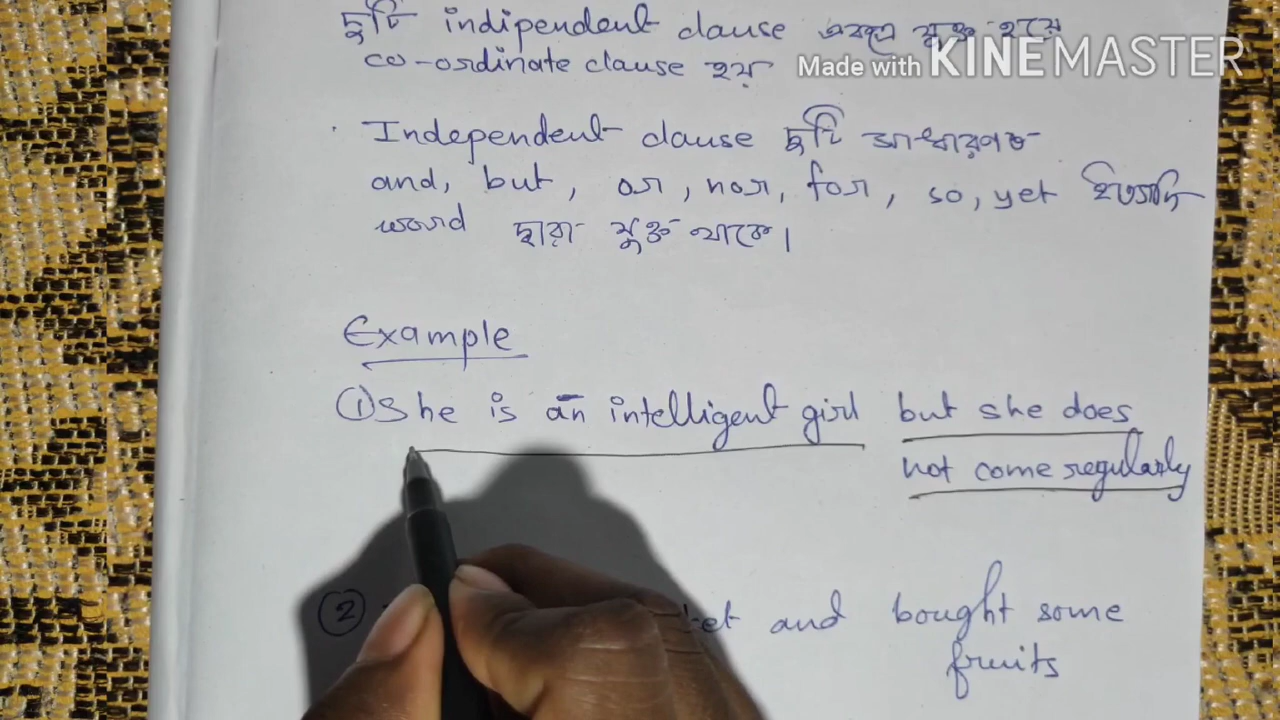 দুটি indipendent clause একত্রে যুক্ত হয়ে
co-ordinate clause হয়
Made with KINEMASTER
Independent clause দুটি সাধারণত
and, but, or, nor, for, so, yet ইত্যাদি
word দ্বারা যুক্ত থাকে।
Example
① She is an intelligent girl but she does
not come regularly
② and bought some
fruits